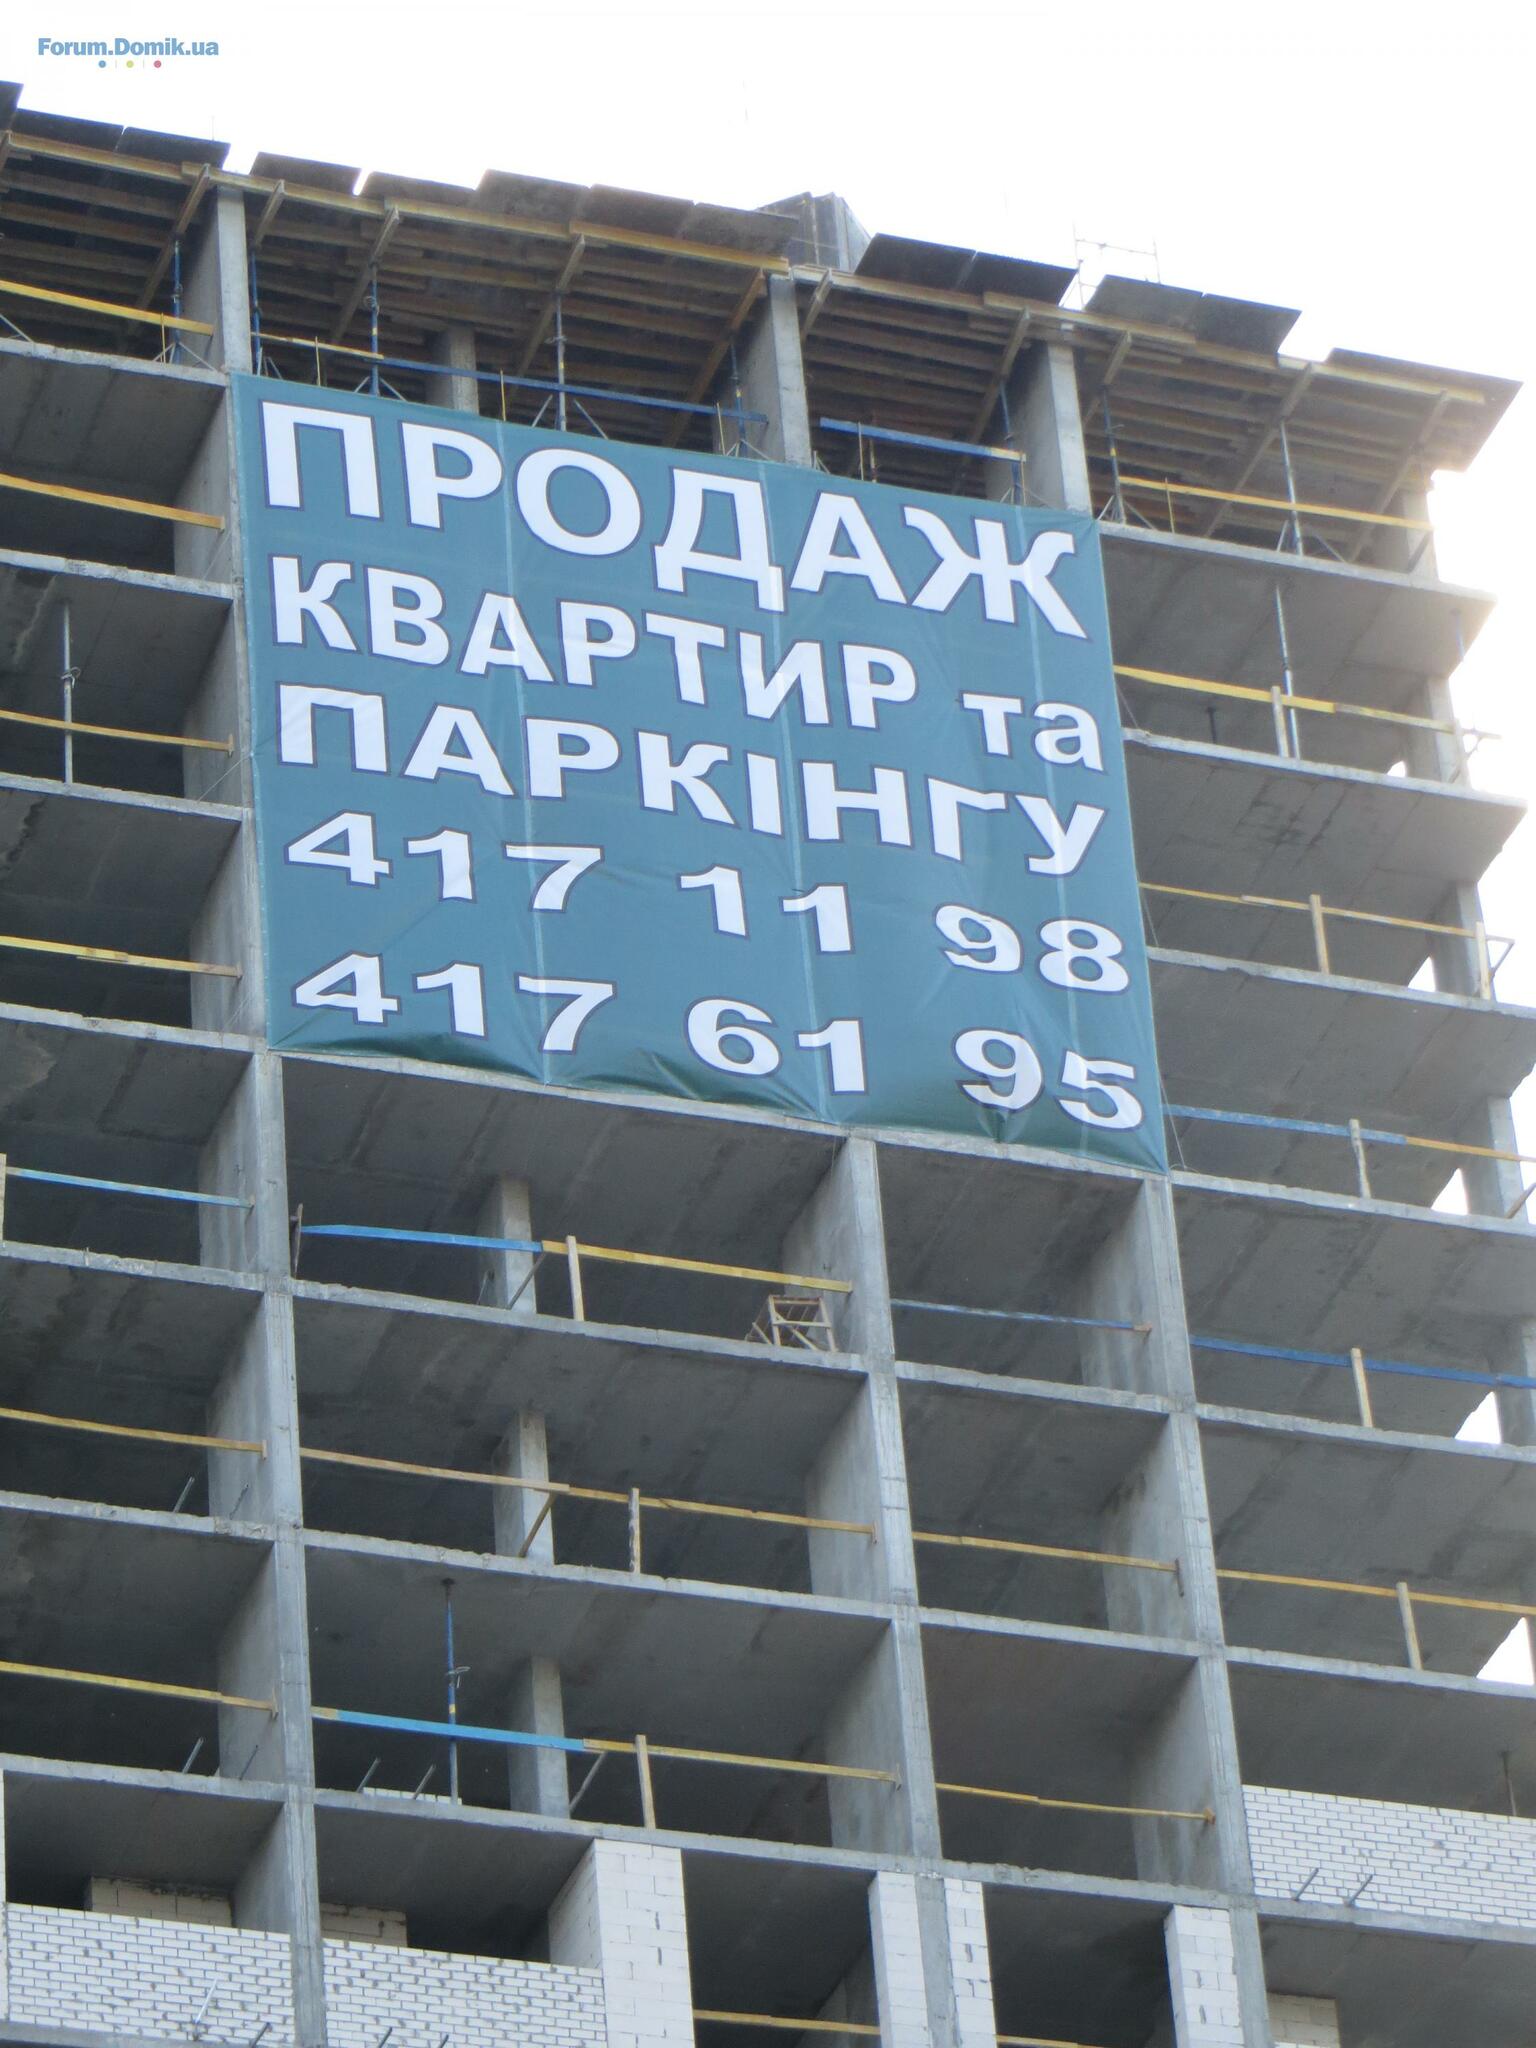 Forum.Domik.ua
ПРОДАЖ
КВАРТИР та
ПАРКІНГУ
417 11 98
417 61 95